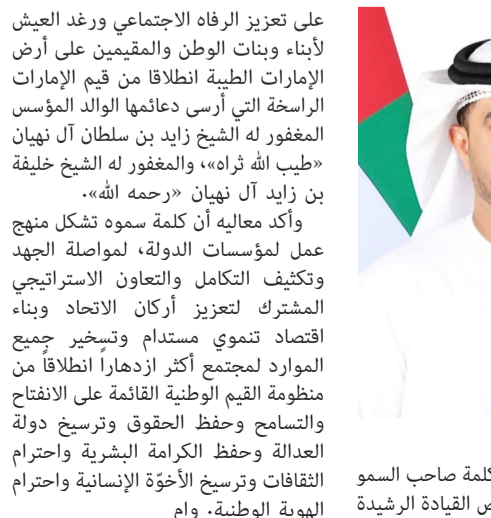 كلمة صاحب السمو
القيادة الرشيدة
على تعزيز الرفاه الاجتماعي ورغد العيش
لأبناء وبنات الوطن والمقيمين على أرض
الإمارات الطيبة انطلاقا من قيم الإمارات
الراسخة التي أرسى دعائمها الوالد المؤسس
المغفور له الشيخ زايد بن سلطان آل نهيان
«طيب الله ثراه»، والمغفور له الشيخ خليفة
بن زايد آل نهيان «رحمه الله».
وأكد معاليه أن كلمة سموه تشكل منهج
عمل لمؤسسات الدولة، لمواصلة الجهد
وتكثيف التكامل والتعاون الاستراتيجي
المشترك لتعزيز أركان الاتحاد وبناء
اقتصاد تنموي مستدام وتسخير جميع
الموارد لمجتمع أكثر ازدهاراً انطلاقاً من
منظومة القيم الوطنية القائمة على الانفتاح
والتسامح وحفظ الحقوق وترسيخ دولة
العدالة وحفظ الكرامة البشرية واحترام
الثقافات وترسيخ الأخوّة الإنسانية واحترام
الهوية الوطنية. وام